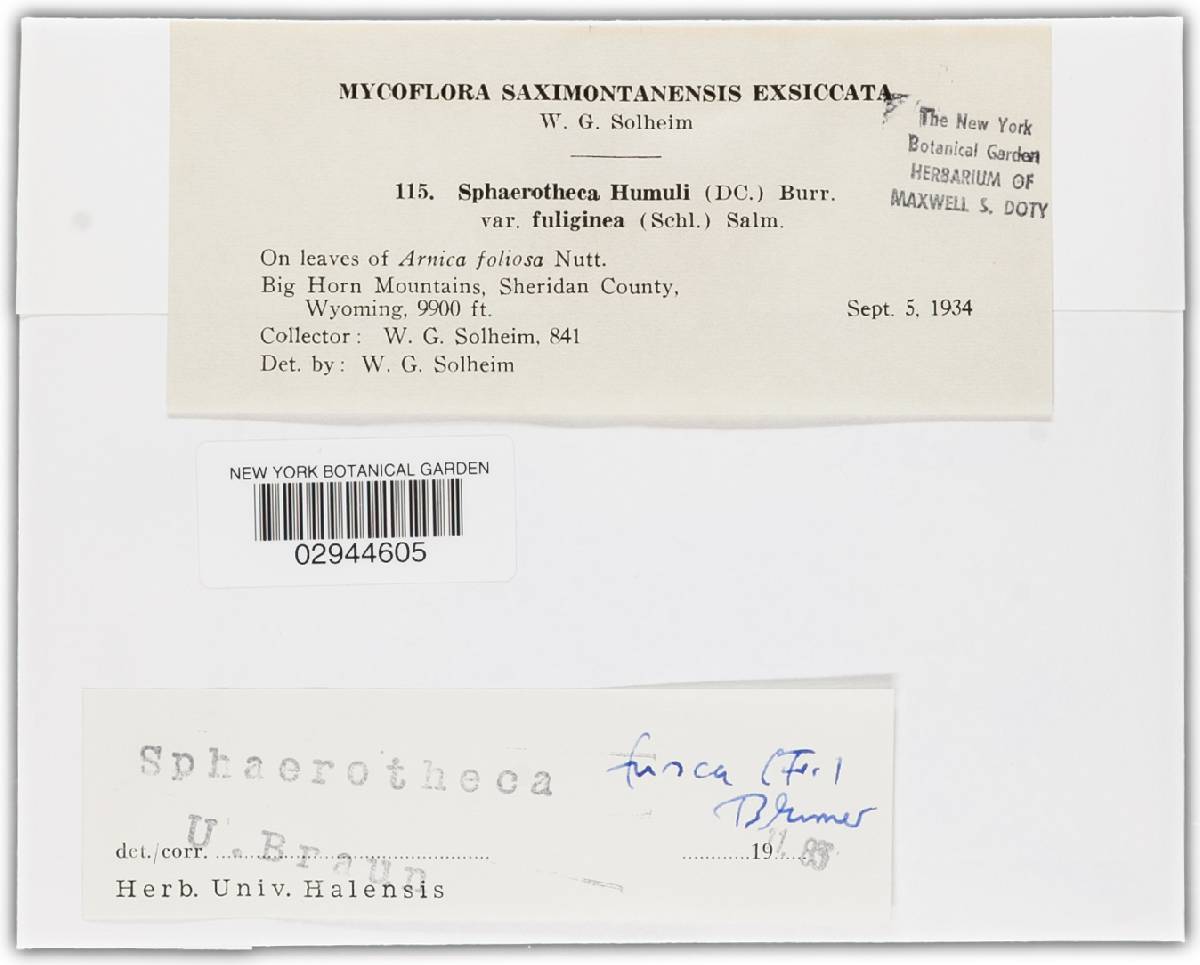 MYCOFLORA SAXIMONTANENSIS EXSICCATA
W. G. Solheim
The New York
Botanical Garden
HERBARIUM OF
MAXWELL S. DOTY
115. Sphaerotheca Humuli (DC.) Burr.
var. fuliginea (Schl.) Salm.
On leaves of Arnica foliosa Nutt.
Big Horn Mountains, Sheridan County,
Wyoming, 9900 ft. Sept. 5, 1934
Collector: W. G. Solheim, 841
Det. by: W. G. Solheim
NEW YORK BOTANICAL GARDEN
02944605
Sphaerotheca fusca (Fr.)
Blumer
U. Braun
det./corr. 19
Herb. Univ. Halensis